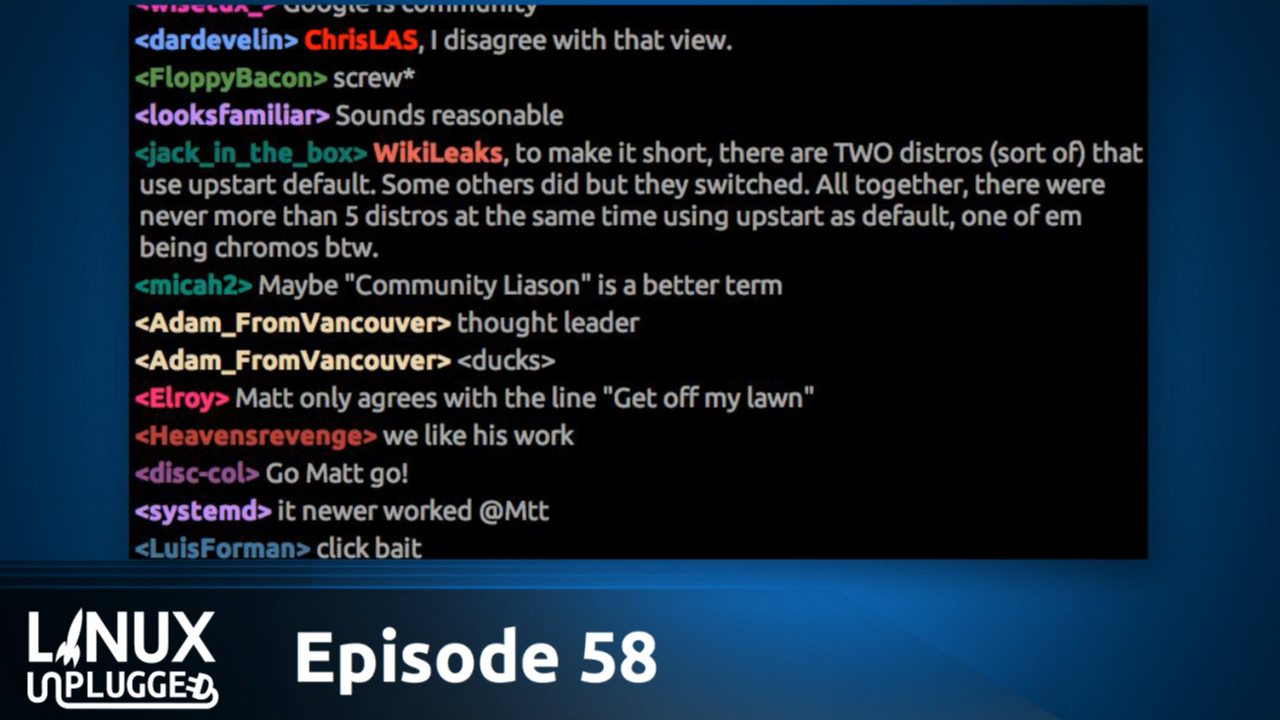 <wisetux_> Google is community
<dardevelin> ChrisLAS, I disagree with that view.
<FloppyBacon> screw*
<looksfamiliar> Sounds reasonable
<jack_in_the_box> WikiLeaks, to make it short, there are TWO distros (sort of) that
use upstart default. Some others did but they switched. All together, there were
never more than 5 distros at the same time using upstart as default, one of em
being chromos btw.
<micah2> Maybe "Community Liason" is a better term
<Adam_FromVancouver> thought leader
<Adam_FromVancouver> <ducks>
<Elroy> Matt only agrees with the line "Get off my lawn"
<Heavensrevenge> we like his work
<disc-col> Go Matt go!
<systemd> it newer worked @Mtt
<LuisForman> click bait
LINUX
UNPLUGGED
Episode 58